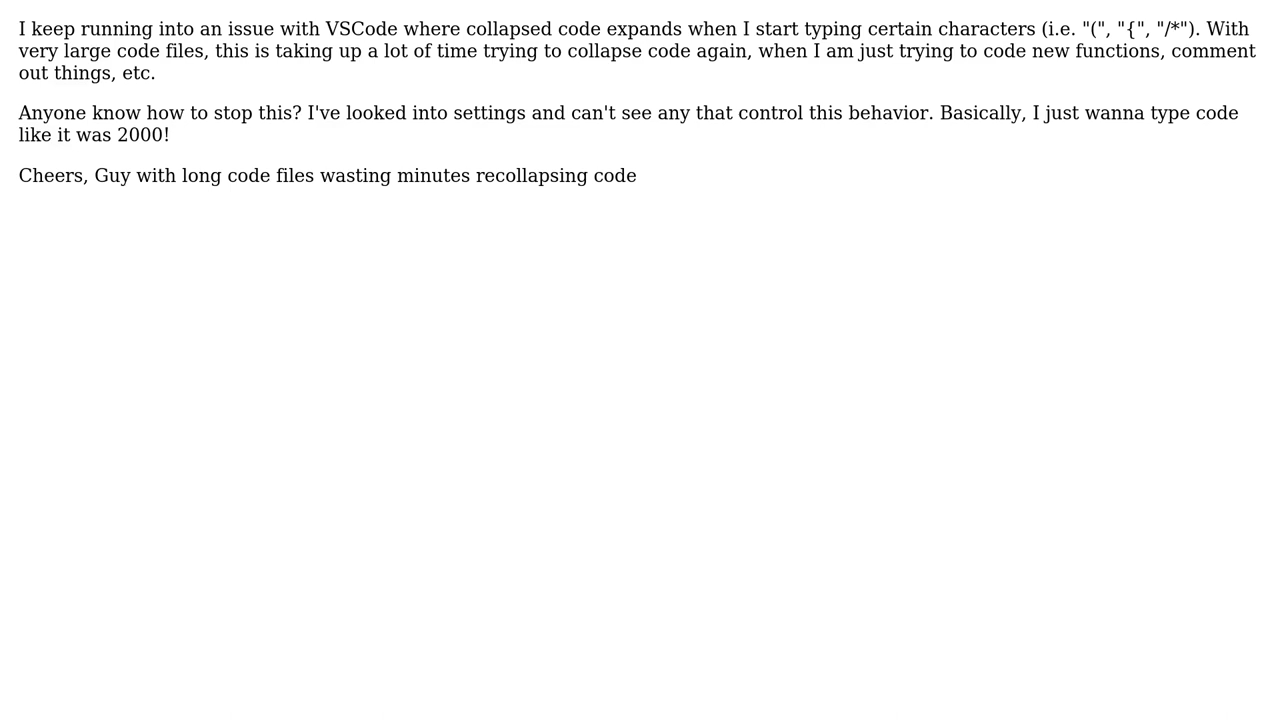 I keep running into an issue with VSCode where collapsed code expands when I start typing certain characters (i.e. "(", "{", "/*"). With
very large code files, this is taking up a lot of time trying to collapse code again, when I am just trying to code new functions, comment
out things, etc.
Anyone know how to stop this? I've looked into settings and can't see any that control this behavior. Basically, I just wanna type code
like it was 2000!
Cheers, Guy with long code files wasting minutes recollapsing code